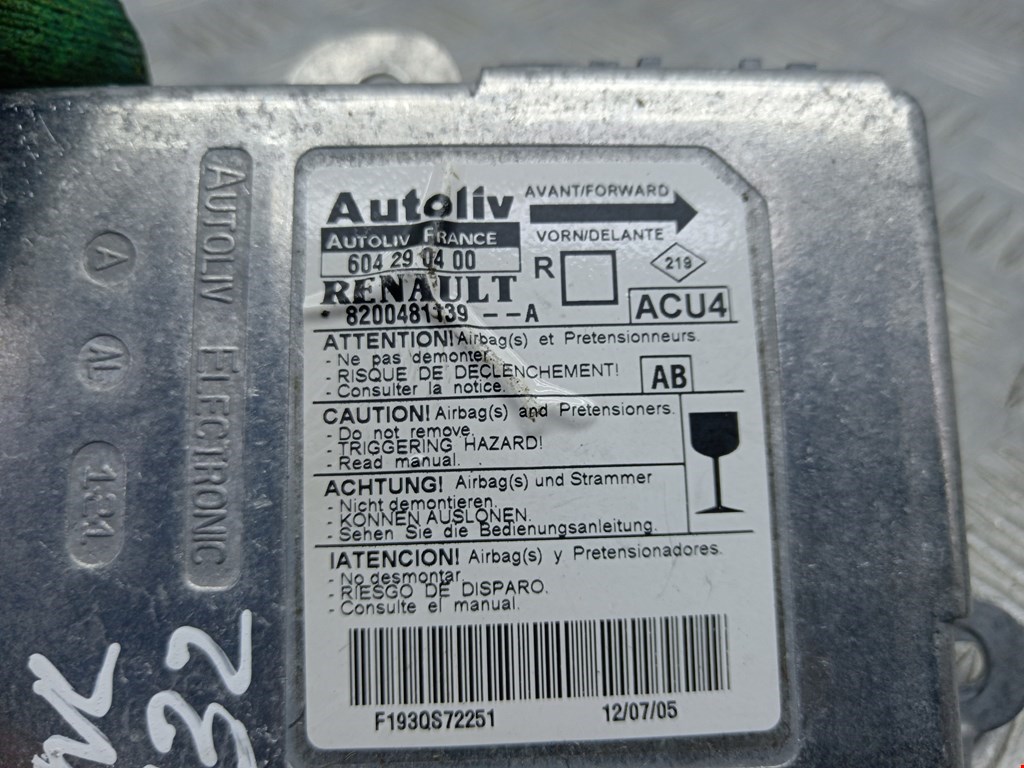 AUTOLIV ELECTRONIC
A
AL
Autoliv
AUTOLIV FRANCE
604 29 04 00
RENAULT
8200481139 --A
AVANT/FORWARD
VORN/DELANTE
R
219
ACU4
ATTENTION! Airbag(s) et Pretensionneurs.
- Ne pas demonter.
- RISQUE DE DECLENCHEMENT!
- Consulter la notice.
AB
CAUTION! Airbag(s) and Pretensioners.
- Do not remove.
- TRIGGERING HAZARD!
- Read manual.
ACHTUNG! Airbag(s) und Strammer
- Nicht demontieren.
- KONNEN AUSLONEN.
- Sehen Sie die Bedienungsanleitung.
IATENCION! Airbag(s) y Pretensionadores.
- No desmontar.
- RIESGO DE DISPARO.
- Consulte el manual.
F193QS72251
12/07/05
32